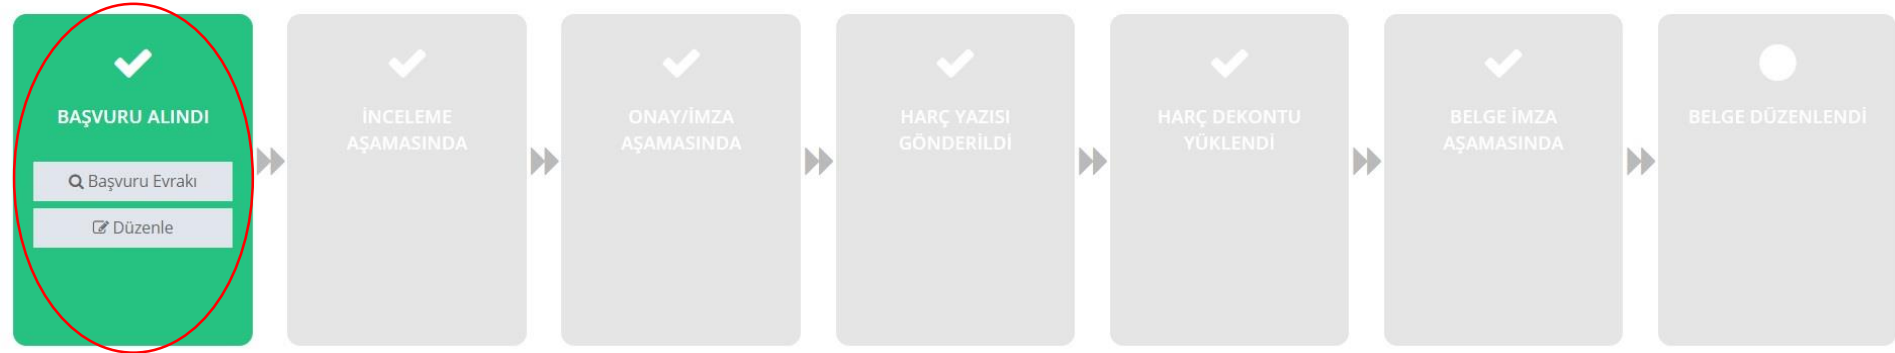 BAŞVURU ALINDI
Başvuru Evrakı
Düzenle
İNCELEME
AŞAMASINDA
ONAY/İMZA
AŞAMASINDA
HARÇ YAZISI
GÖNDERİLDİ
HARÇ DEKONTU
YÜKLENDİ
BELGE İMZA
AŞAMASINDA
BELGE DÜZENLENDİ